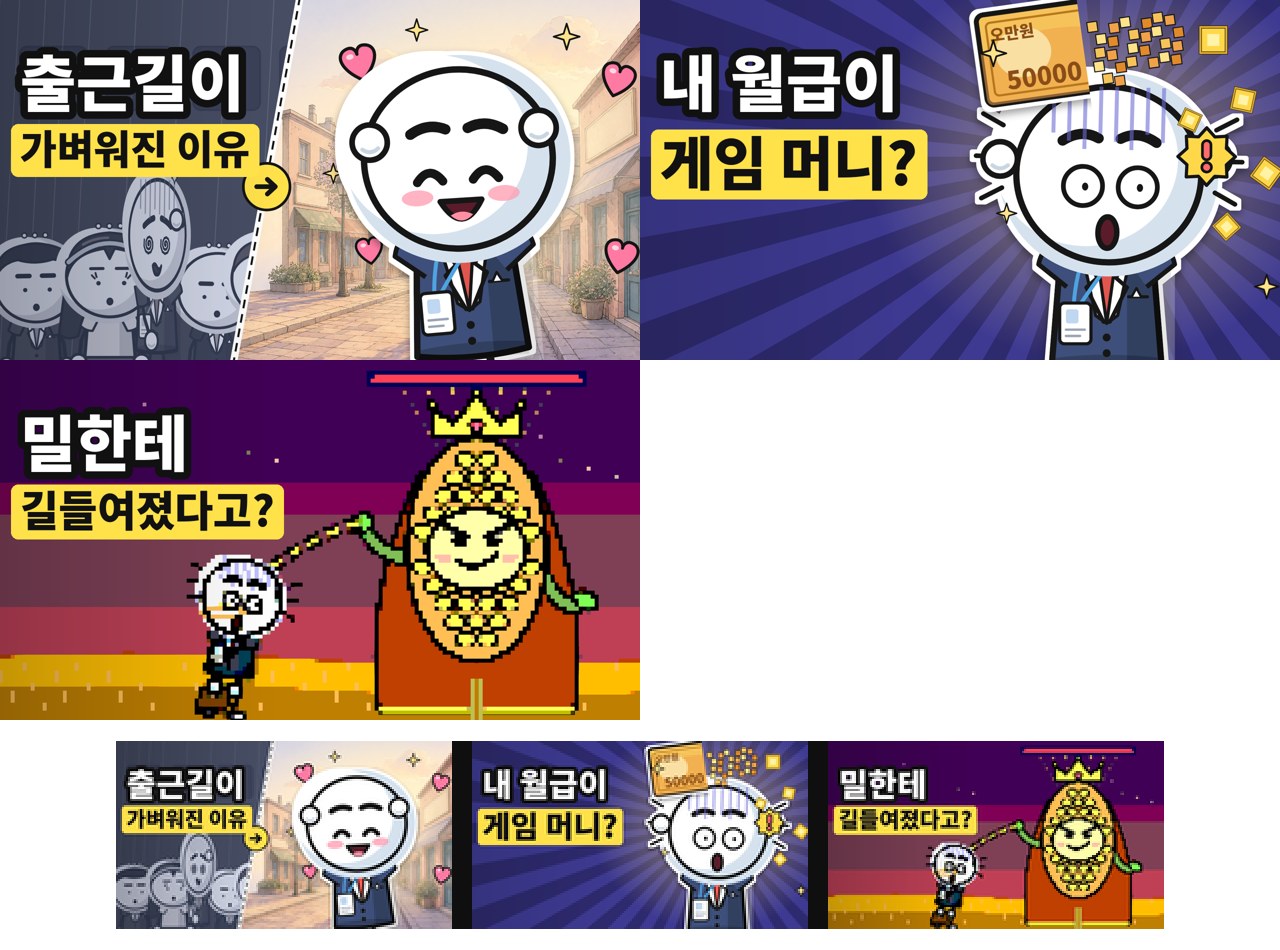 출근길이
가벼워진 이유
내 월급이
게임 머니?
오만원
50000
밀한테
길들여졌다고?
출근길이
가벼워진 이유
내 월급이
게임 머니?
오만원
50000
밀한테
길들여졌다고?